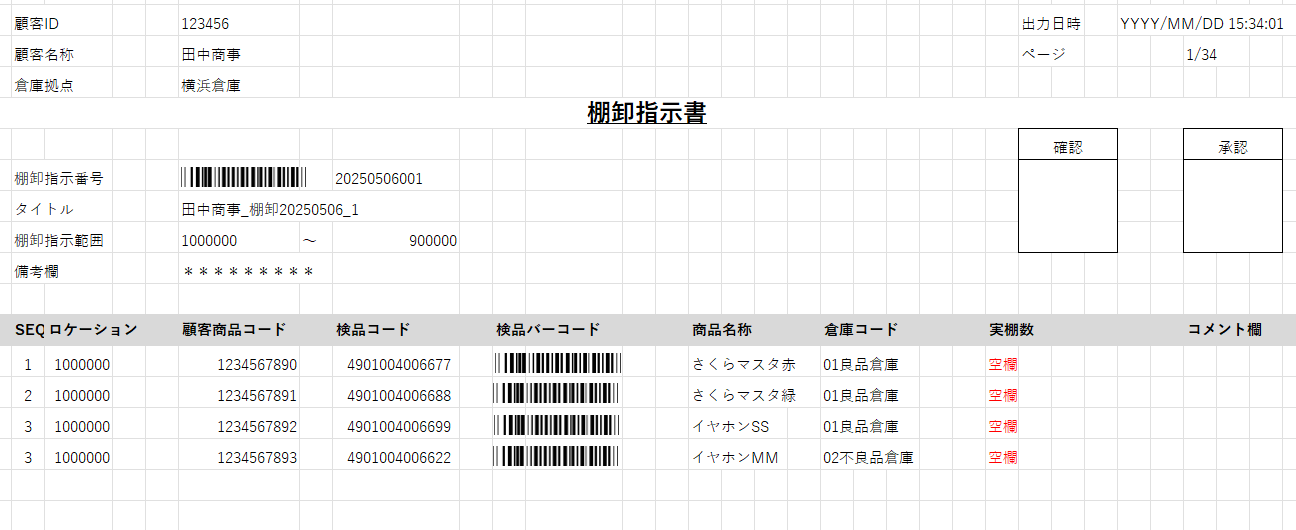 顧客ID 123456 出力日時 YYYY/MM/DD 15:34:01
顧客名称 田中商事 ページ 1/34
倉庫拠点 横浜倉庫
棚卸指示書
確認 承認
棚卸指示番号 20250506001
タイトル 田中商事_棚卸20250506_1
棚卸指示範囲 1000000 ～ 900000
備考欄 ＊＊＊＊＊＊＊＊＊
SEQ ロケーション 顧客商品コード 検品コード 検品バーコード 商品名称 倉庫コード 実棚数 コメント欄
1 1000000 1234567890 4901004006677 さくらマスタ赤 01良品倉庫 空欄
2 1000000 1234567891 4901004006688 さくらマスタ緑 01良品倉庫 空欄
3 1000000 1234567892 4901004006699 イヤホンSS 01良品倉庫 空欄
3 1000000 1234567893 4901004006622 イヤホンMM 02不良品倉庫 空欄